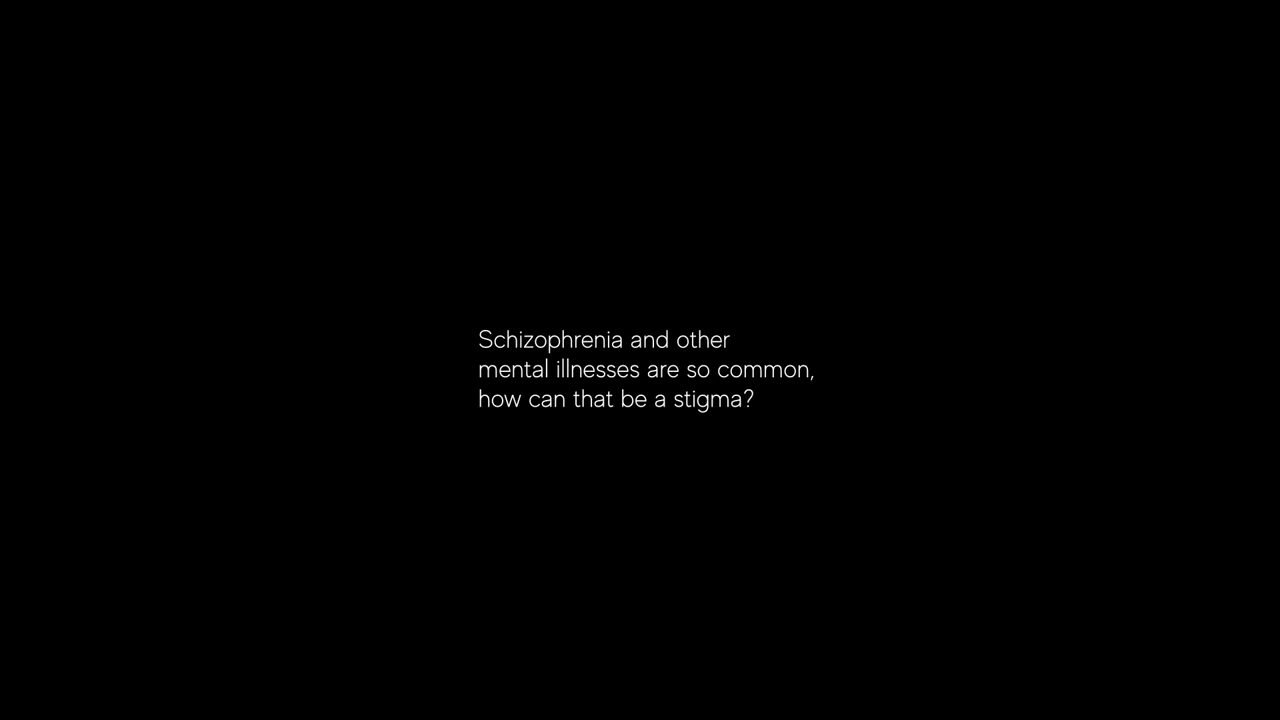 Schizophrenia and other
mental illnesses are so common,
how can that be a stigma?